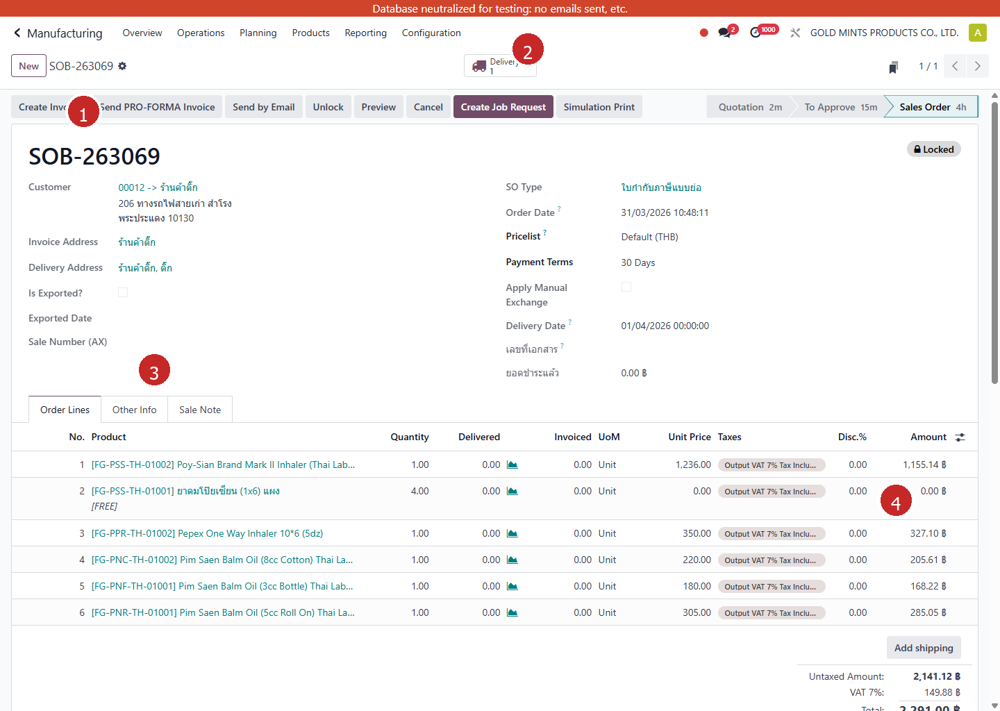 Database neutralized for testing: no emails sent, etc.
Manufacturing Overview Operations Planning Products Reporting Configuration 2 1000 GOLD MINTS PRODUCTS CO., LTD. A
New SOB-263069 Delivery 1 2 1 / 1
Create Invo 1 Send PRO-FORMA Invoice Send by Email Unlock Preview Cancel Create Job Request Simulation Print Quotation 2m To Approve 15m Sales Order 4h
SOB-263069 Locked
Customer 00012 -> ร้านค้าติ๊ก SO Type ใบกำกับภาษีแบบย่อ
206 ทางรถไฟสายเก่า สำโรง
พระประแดง 10130
Order Date ? 31/03/2026 10:48:11
Pricelist ? Default (THB)
Invoice Address ร้านค้าติ๊ก
Payment Terms 30 Days
Delivery Address ร้านค้าติ๊ก, ติ๊ก
Apply Manual Exchange
Is Exported?
Exported Date
Delivery Date ? 01/04/2026 00:00:00
Sale Number (AX)
เลขที่เอกสาร ?
3
ยอดชำระแล้ว 0.00 ฿
Order Lines Other Info Sale Note
No. Product Quantity Delivered Invoiced UoM Unit Price Taxes Disc.% Amount
1 [FG-PSS-TH-01002] Poy-Sian Brand Mark II Inhaler (Thai Lab... 1.00 0.00 0.00 Unit 1,236.00 Output VAT 7% Tax Inclu... 0.00 1,155.14 ฿
2 [FG-PSS-TH-01001] ยาดมโป๊ยเซียน (1x6) แผง 4.00 0.00 0.00 Unit 0.00 Output VAT 7% Tax Inclu... 0.00 0.00 ฿
[FREE] 4
3 [FG-PPR-TH-01002] Pepex One Way Inhaler 10*6 (5dz) 1.00 0.00 0.00 Unit 350.00 Output VAT 7% Tax Inclu... 0.00 327.10 ฿
4 [FG-PNC-TH-01002] Pim Saen Balm Oil (8cc Cotton) Thai La... 1.00 0.00 0.00 Unit 220.00 Output VAT 7% Tax Inclu... 0.00 205.61 ฿
5 [FG-PNF-TH-01001] Pim Saen Balm Oil (3cc Bottle) Thai Lab... 1.00 0.00 0.00 Unit 180.00 Output VAT 7% Tax Inclu... 0.00 168.22 ฿
6 [FG-PNR-TH-01001] Pim Saen Balm Oil (5cc Roll On) Thai La... 1.00 0.00 0.00 Unit 305.00 Output VAT 7% Tax Inclu... 0.00 285.05 ฿
Add shipping
Untaxed Amount: 2,141.12 ฿
VAT 7%: 149.88 ฿
Total: 2,291.00 ฿